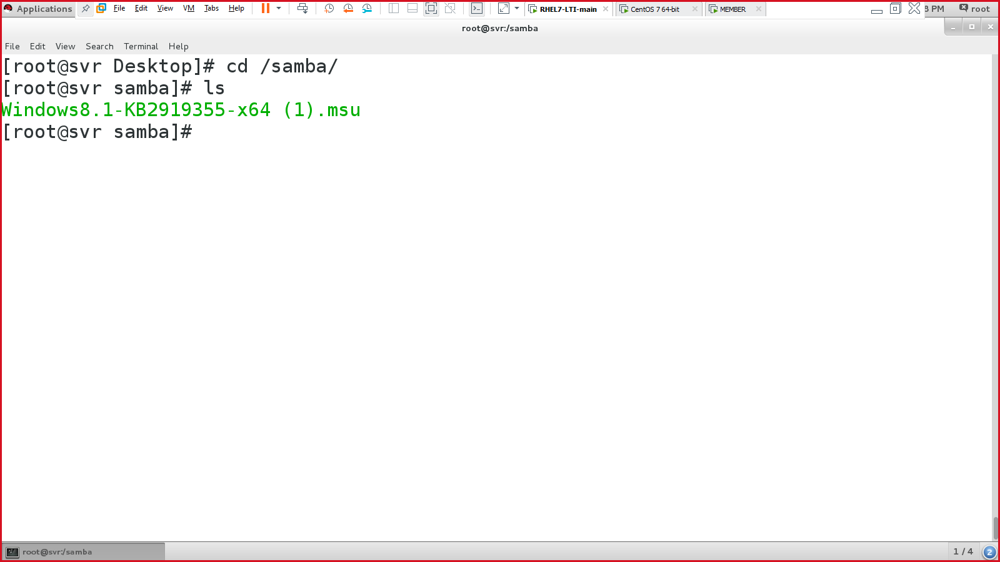 Applications File Edit View VM Tabs Help RHEL7-LTI-main CentOS 7 64-bit MEMBER 8 PM root
root@svr:/samba
File Edit View Search Terminal Help
[root@svr Desktop]# cd /samba/
[root@svr samba]# ls
Windows8.1-KB2919355-x64 (1).msu
[root@svr samba]#
root@svr:/samba 1 / 4 2